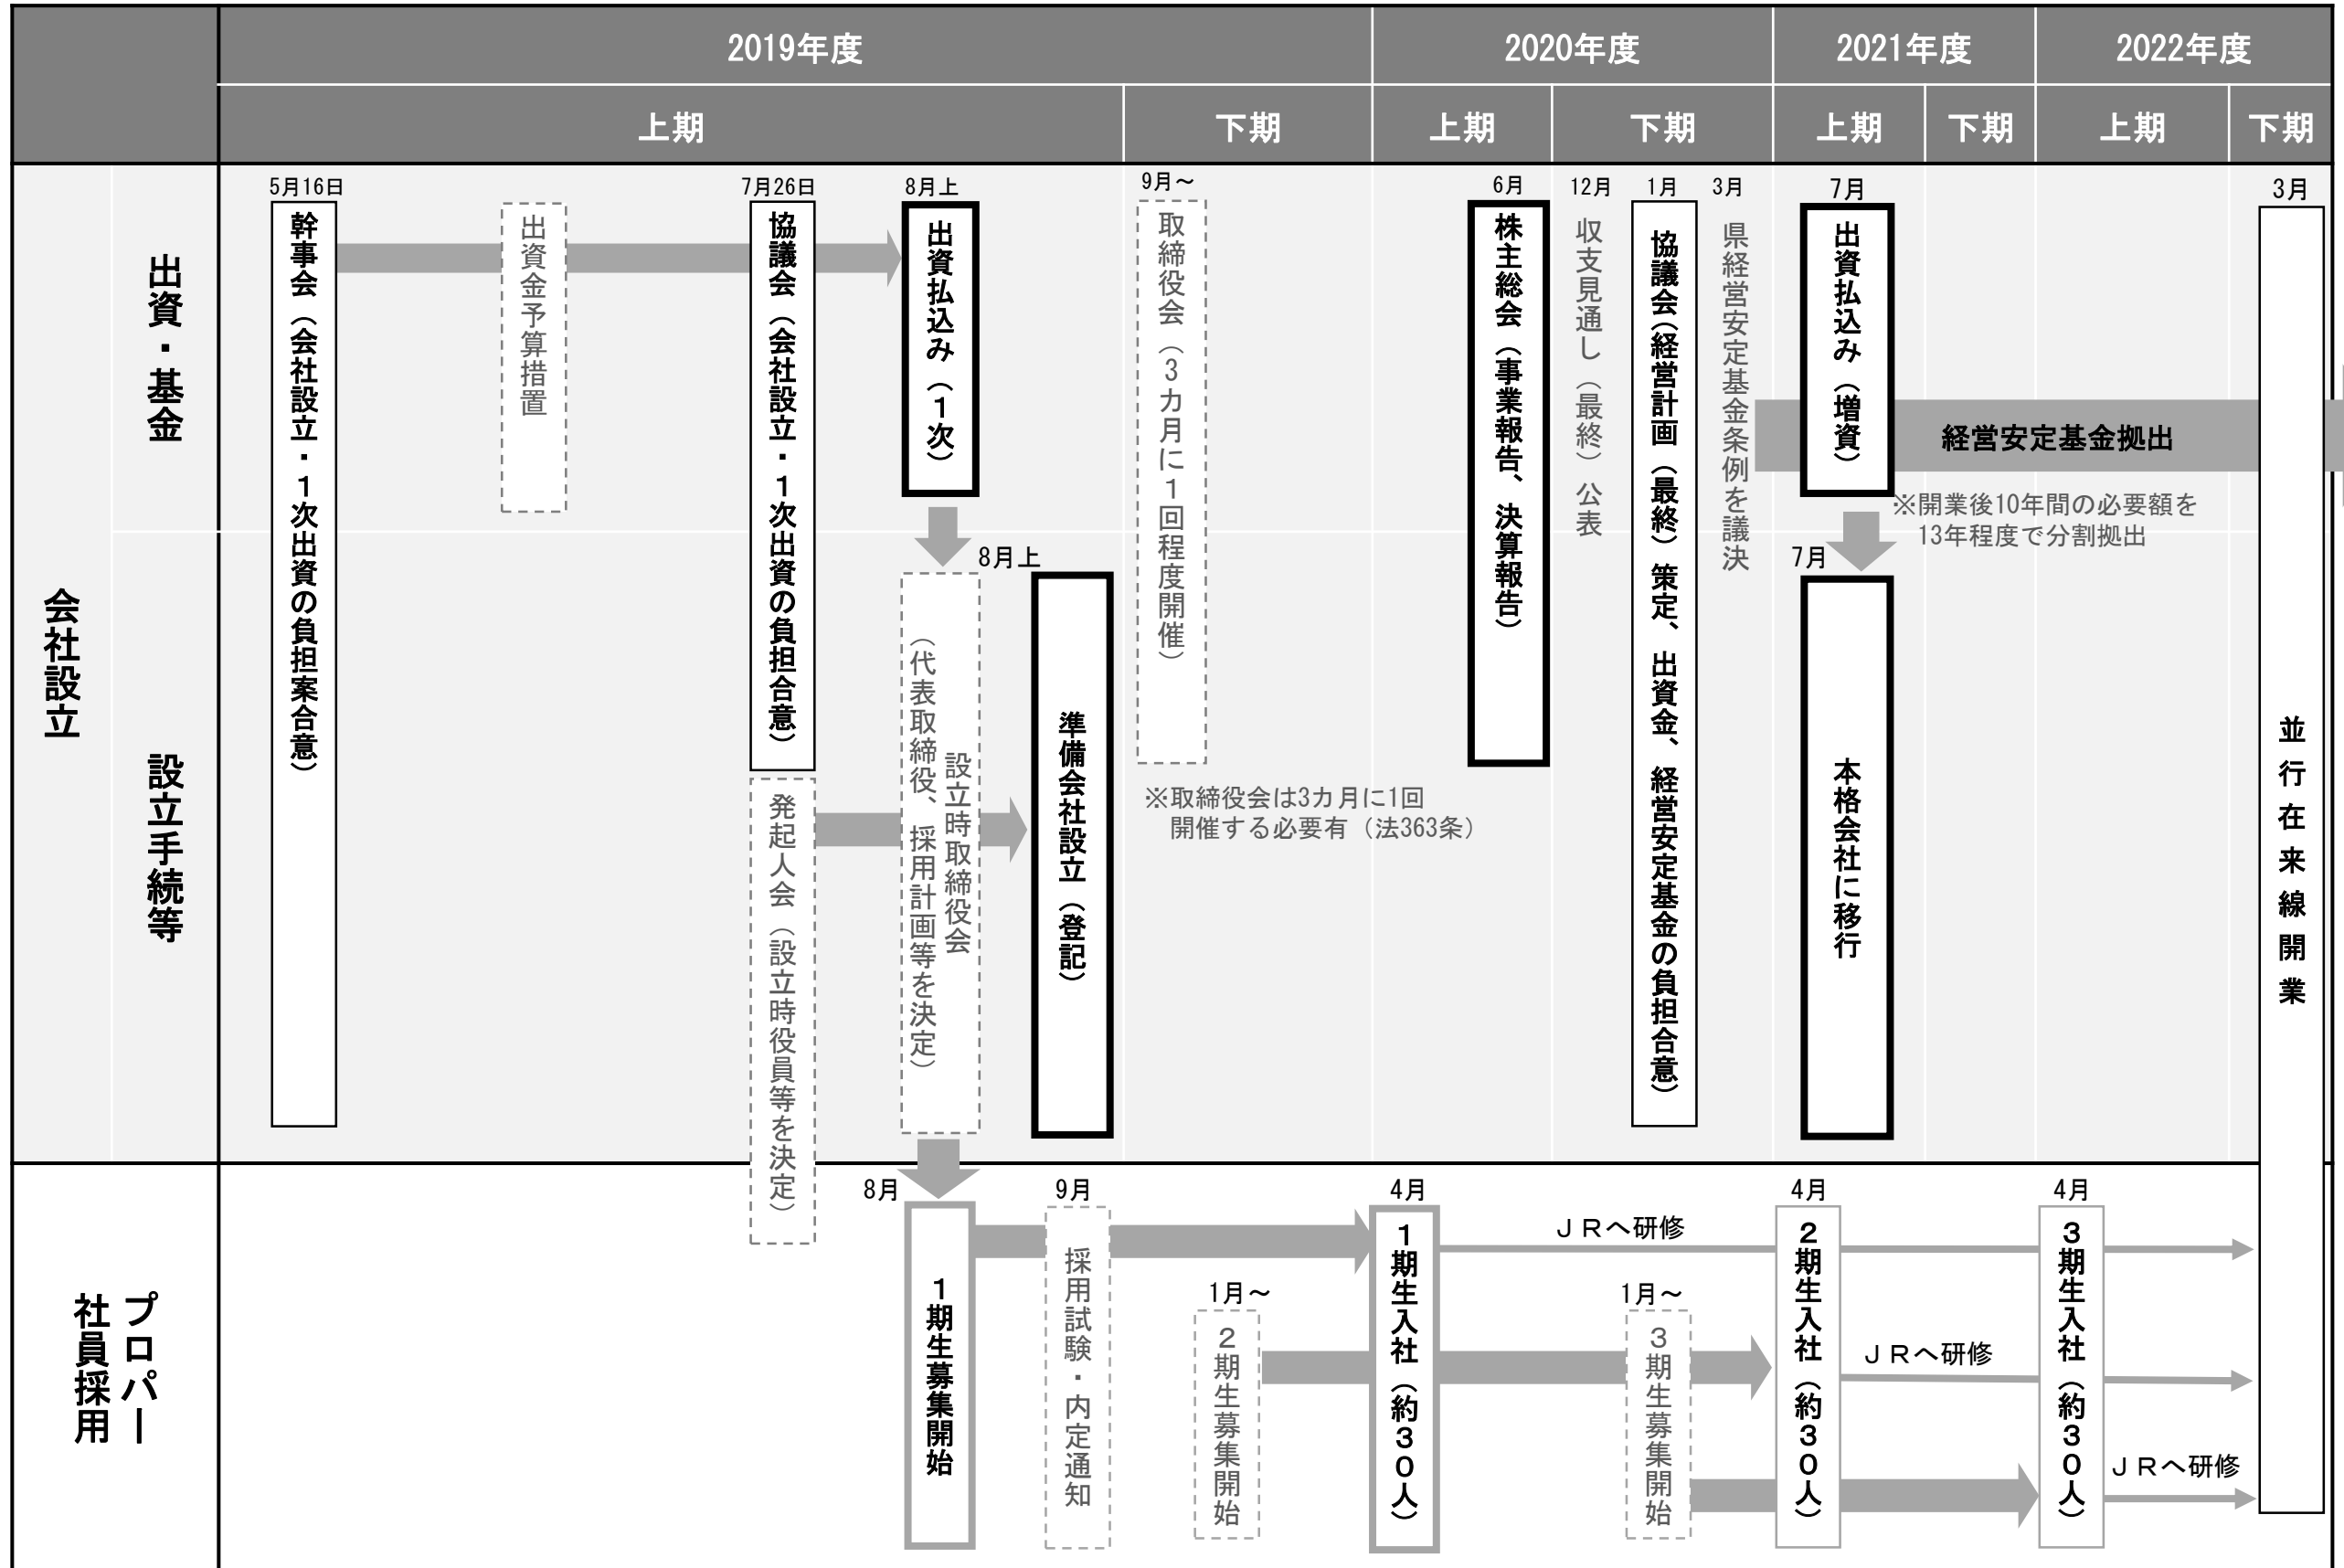 2019年度
2020年度
2021年度
2022年度
上期
下期
上期
下期
上期
下期
上期
下期
会社設立
出資・基金
設立手続等
5月16日
幹事会（会社設立・１次出資の負担案合意）
出資金予算措置
7月26日
協議会（会社設立・１次出資の負担合意）
発起人会（設立時役員等を決定）
8月上
出資払込み（１次）
設立時取締役会
（代表取締役、採用計画等を決定）
8月上
準備会社設立（登記）
9月～
取締役会（３カ月に１回程度開催）
※取締役会は3カ月に1回
開催する必要有（法363条）
6月
株主総会（事業報告、決算報告）
12月
収支見通し（最終）公表
1月
協議会（経営計画（最終）策定、出資金、経営安定基金の負担合意）
3月
県経営安定基金条例を議決
7月
出資払込み（増資）
経営安定基金拠出
※開業後10年間の必要額を
13年程度で分割拠出
7月
本格会社に移行
3月
並行在来線開業
プロパー
社員採用
8月
１期生募集開始
9月
採用試験・内定通知
1月～
２期生募集開始
4月
１期生入社（約３０人）
ＪＲへ研修
1月～
３期生募集開始
4月
２期生入社（約３０人）
ＪＲへ研修
4月
３期生入社（約３０人）
ＪＲへ研修